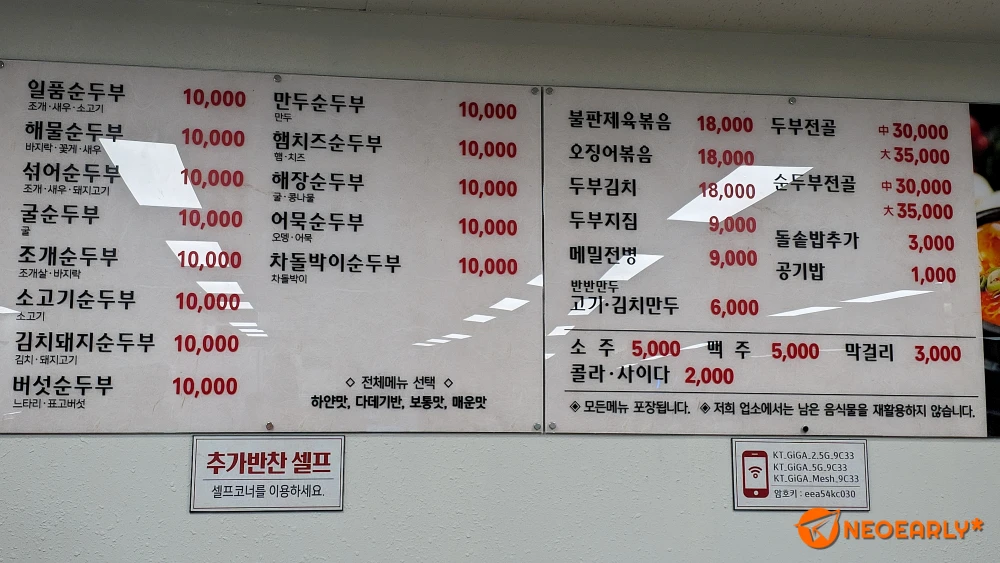 일품순두부 10,000
조개·새우·소고기
해물순두부 10,000
바지락·꽃게·새우
섞어순두부 10,000
조개·새우·돼지고기
굴순두부 10,000
굴
조개순두부 10,000
조개살·바지락
소고기순두부 10,000
소고기
김치돼지순두부 10,000
김치·돼지고기
버섯순두부 10,000
느타리·표고버섯
만두순두부 10,000
만두
햄치즈순두부 10,000
햄·치즈
해장순두부 10,000
굴·콩나물
어묵순두부 10,000
오뎅·어묵
차돌박이순두부 10,000
차돌박이
◇ 전체메뉴 선택 ◇
하얀맛, 다데기반, 보통맛, 매운맛
불판제육볶음 18,000
오징어볶음 18,000
두부김치 18,000
두부지짐 9,000
메밀전병 9,000
반반만두
고기·김치만두 6,000
두부전골 中 30,000
大 35,000
순두부전골 中 30,000
大 35,000
돌솥밥추가 3,000
공기밥 1,000
소 주 5,000 맥 주 5,000 막걸리 3,000
콜라·사이다 2,000
◈ 모든메뉴 포장됩니다. ◈ 저희 업소에서는 남은 음식물을 재활용하지 않습니다.
추가반찬 셀프
셀프코너를 이용하세요.
KT_GiGA_2.5G_9C33
KT_GiGA_5G_9C33
KT_GiGA_Mesh_9C33
암호키 : eea54kc030
NEOEARLY*